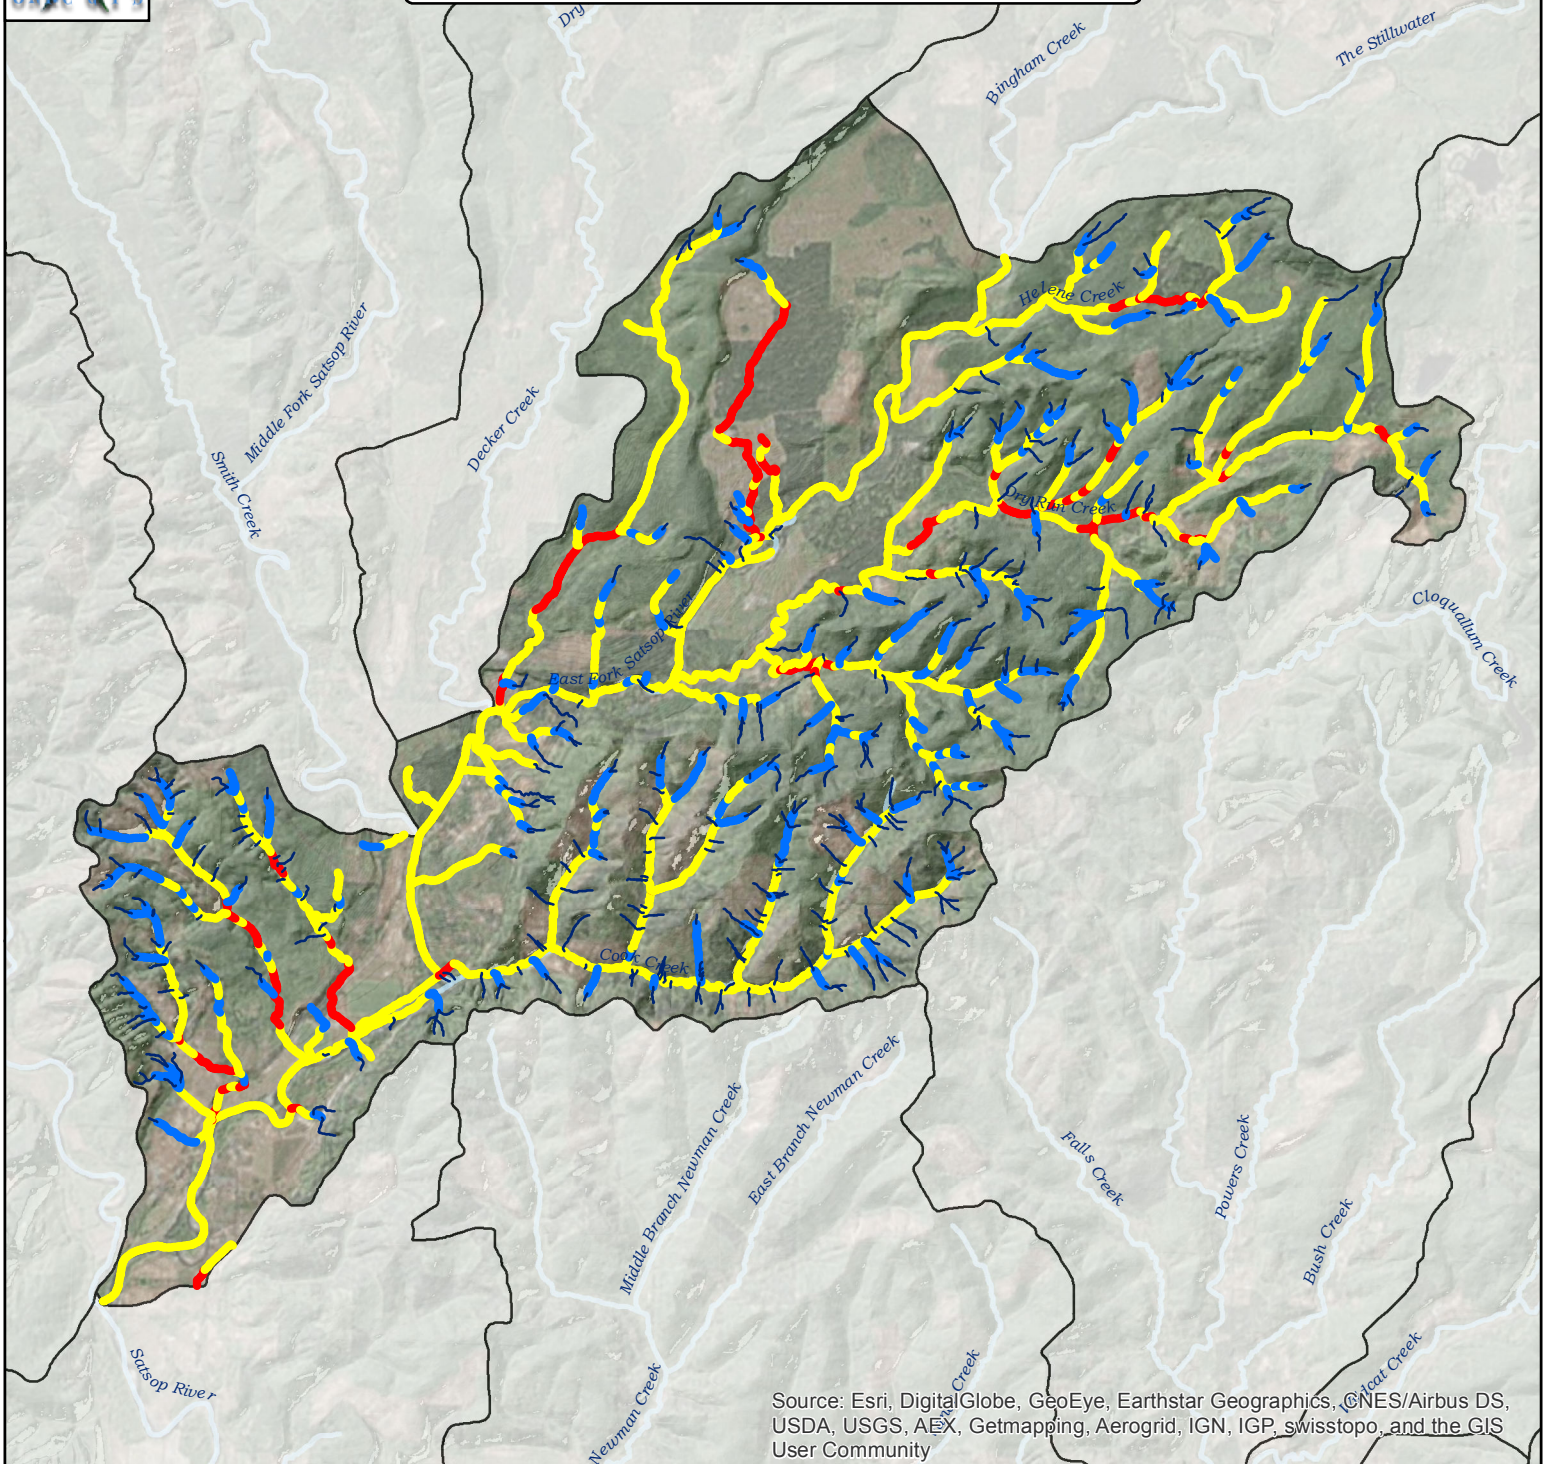 Dry
Bingham Creek
The Stillwater
Helene Creek
Middle Fork Satsop River
Decker Creek
Smith Creek
Dry Run Creek
East Fork Satsop River
Cloquallum Creek
Cook Creek
Middle Branch Newman Creek
East Branch Newman Creek
Falls Creek
Powers Creek
Bush Creek
Satsop River
Newman Creek
Creek
Creek
Source: Esri, DigitalGlobe, GeoEye, Earthstar Geographics, CNES/Airbus DS,
USDA, USGS, AEX, Getmapping, Aerogrid, IGN, IGP, swisstopo, and the GIS
User Community